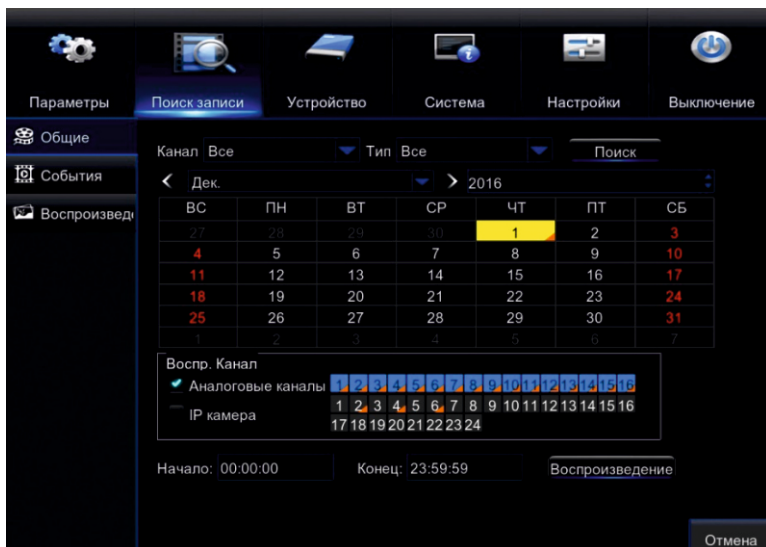 Параметры Поиск записи Устройство Система Настройки Выключение
Общие
События
Воспроизвед
Канал Все Тип Все Поиск
Дек. 2016
ВС ПН ВТ СР ЧТ ПТ СБ
27 28 29 30 1 2 3
4 5 6 7 8 9 10
11 12 13 14 15 16 17
18 19 20 21 22 23 24
25 26 27 28 29 30 31
1 2 3 4 5 6 7
Воспр. Канал
Аналоговые каналы 1 2 3 4 5 6 7 8 9 10 11 12 13 14 15 16
IP камера 1 2 3 4 5 6 7 8 9 10 11 12 13 14 15 16
17 18 19 20 21 22 23 24
Начало: 00:00:00 Конец: 23:59:59 Воспроизведение
Отмена